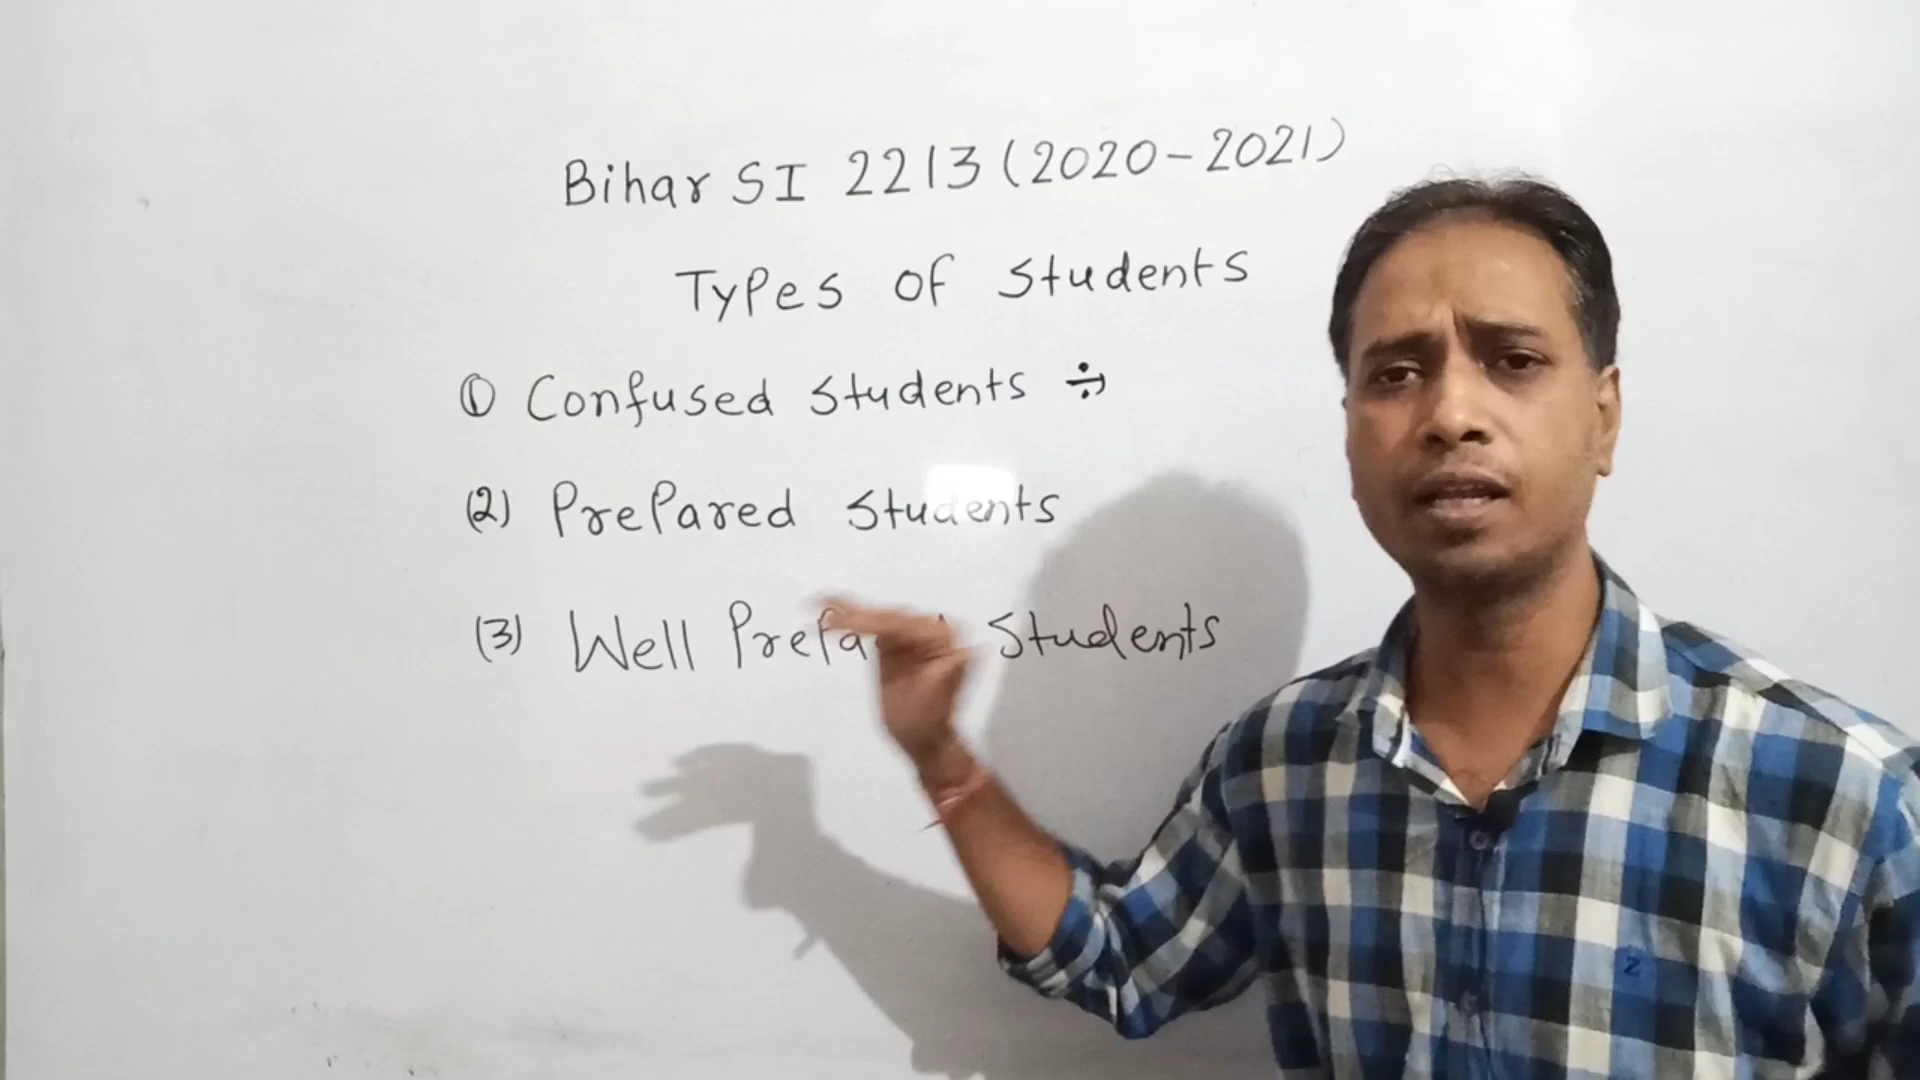 Bihar SI 2213 (2020-2021)
Types of Students
① Confused Students ÷
(2) Prepared Students
(3) Well Students
Z